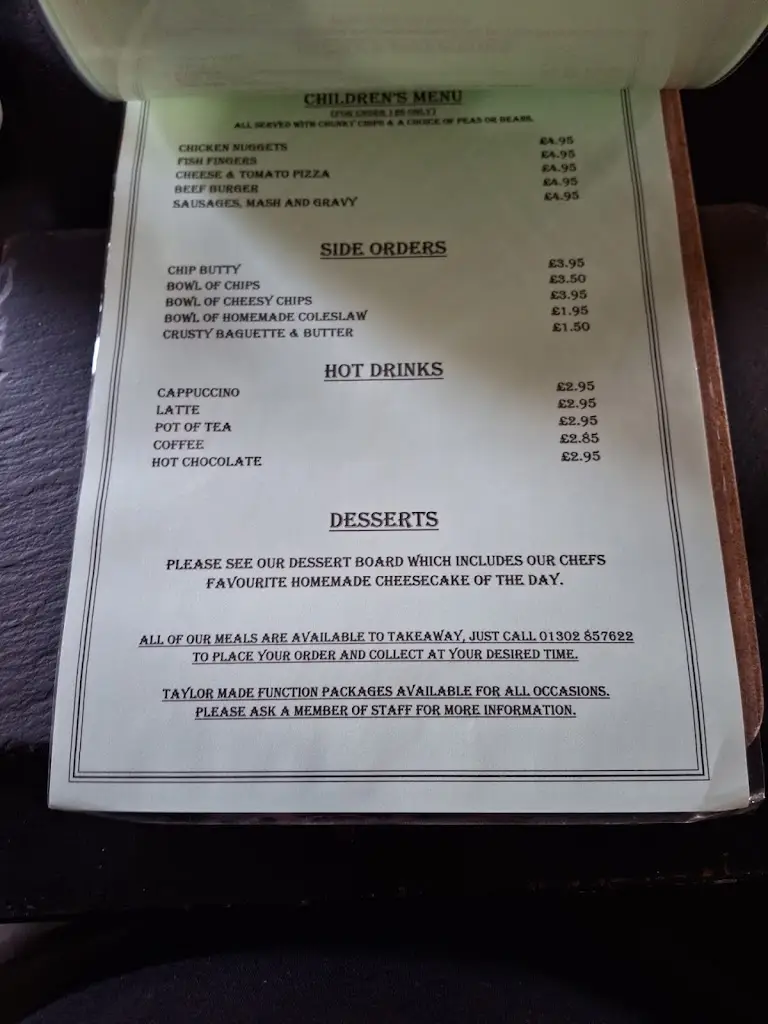 CHILDREN'S MENU
(FOR UNDER 12S ONLY)
ALL SERVED WITH CHUNKY CHIPS & A CHOICE OF PEAS OR BEANS.
CHICKEN NUGGETS £4.95
FISH FINGERS £4.95
CHEESE & TOMATO PIZZA £4.95
BEEF BURGER £4.95
SAUSAGES, MASH AND GRAVY £4.95
SIDE ORDERS
CHIP BUTTY £3.95
BOWL OF CHIPS £3.50
BOWL OF CHEESY CHIPS £3.95
BOWL OF HOMEMADE COLESLAW £1.95
CRUSTY BAGUETTE & BUTTER £1.50
HOT DRINKS
CAPPUCCINO £2.95
LATTE £2.95
POT OF TEA £2.95
COFFEE £2.85
HOT CHOCOLATE £2.95
DESSERTS
PLEASE SEE OUR DESSERT BOARD WHICH INCLUDES OUR CHEFS
FAVOURITE HOMEMADE CHEESECAKE OF THE DAY.
ALL OF OUR MEALS ARE AVAILABLE TO TAKEAWAY, JUST CALL 01302 857622
TO PLACE YOUR ORDER AND COLLECT AT YOUR DESIRED TIME.
TAYLOR MADE FUNCTION PACKAGES AVAILABLE FOR ALL OCCASIONS.
PLEASE ASK A MEMBER OF STAFF FOR MORE INFORMATION.